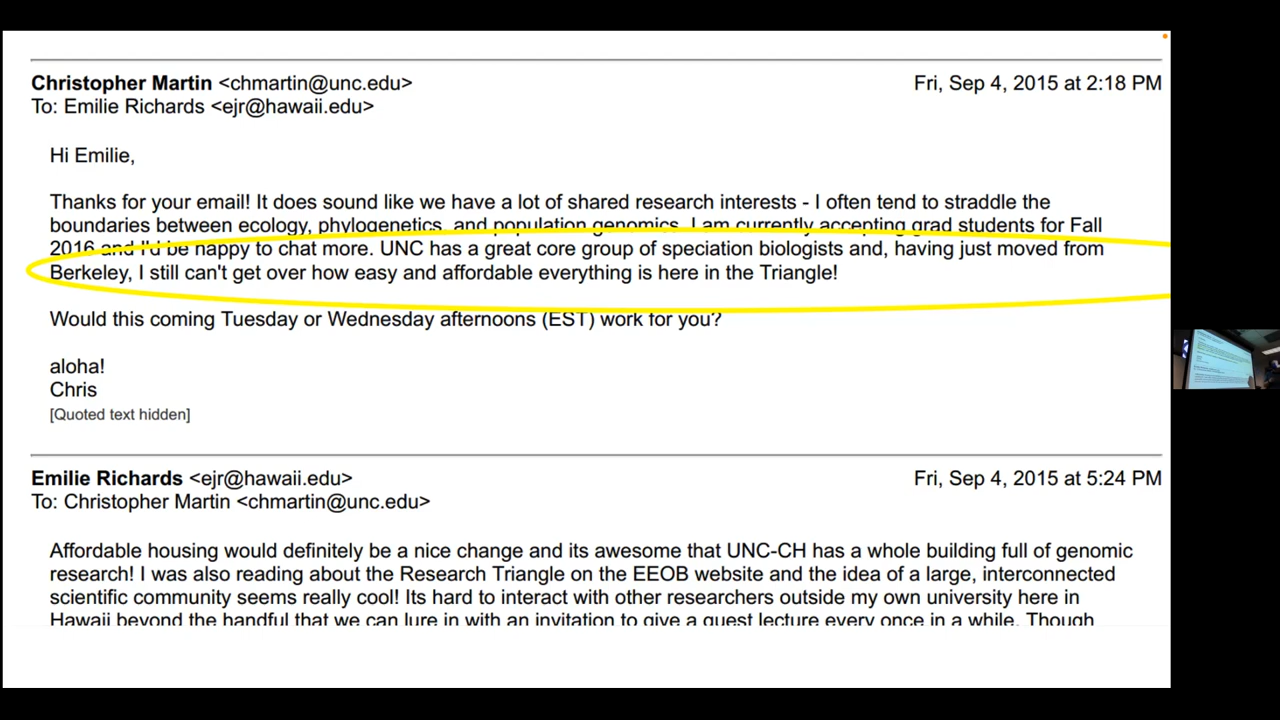 Christopher Martin <chmartin@unc.edu> Fri, Sep 4, 2015 at 2:18 PM
To: Emilie Richards <ejr@hawaii.edu>
Hi Emilie,
Thanks for your email! It does sound like we have a lot of shared research interests - I often tend to straddle the
boundaries between ecology, phylogenetics, and population genomics. I am currently accepting grad students for Fall
2016 and I'd be happy to chat more. UNC has a great core group of speciation biologists and, having just moved from
Berkeley, I still can't get over how easy and affordable everything is here in the Triangle!
Would this coming Tuesday or Wednesday afternoons (EST) work for you?
aloha!
Chris
[Quoted text hidden]
Emilie Richards <ejr@hawaii.edu> Fri, Sep 4, 2015 at 5:24 PM
To: Christopher Martin <chmartin@unc.edu>
Affordable housing would definitely be a nice change and its awesome that UNC-CH has a whole building full of genomic
research! I was also reading about the Research Triangle on the EEOB website and the idea of a large, interconnected
scientific community seems really cool! Its hard to interact with other researchers outside my own university here in
Hawaii beyond the handful that we can lure in with an invitation to give a guest lecture every once in a while. Though